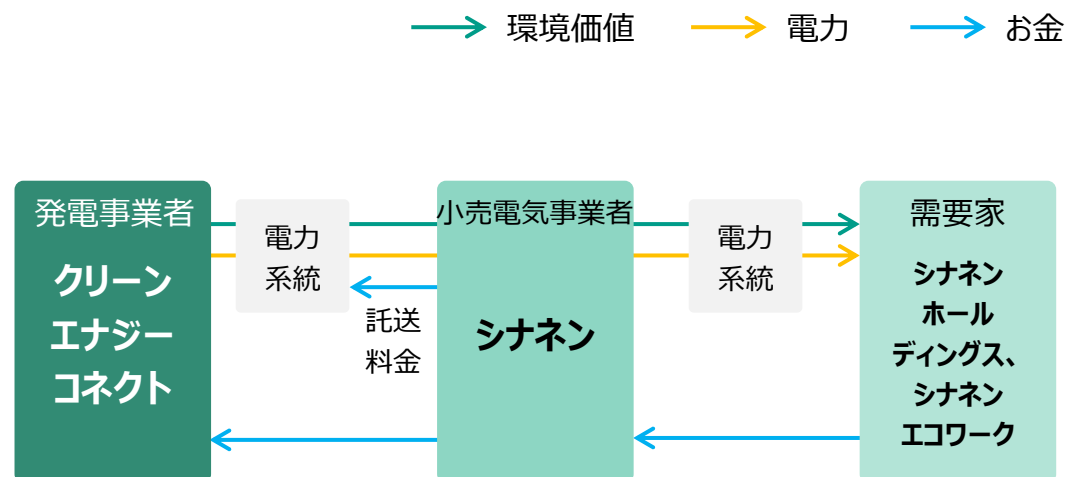 環境価値
電力
お金
発電事業者
クリーン
エナジー
コネクト
電力
系統
託送
料金
小売電気事業者
シナネン
電力
系統
需要家
シナネン
ホール
ディングス、
シナネン
エコワーク